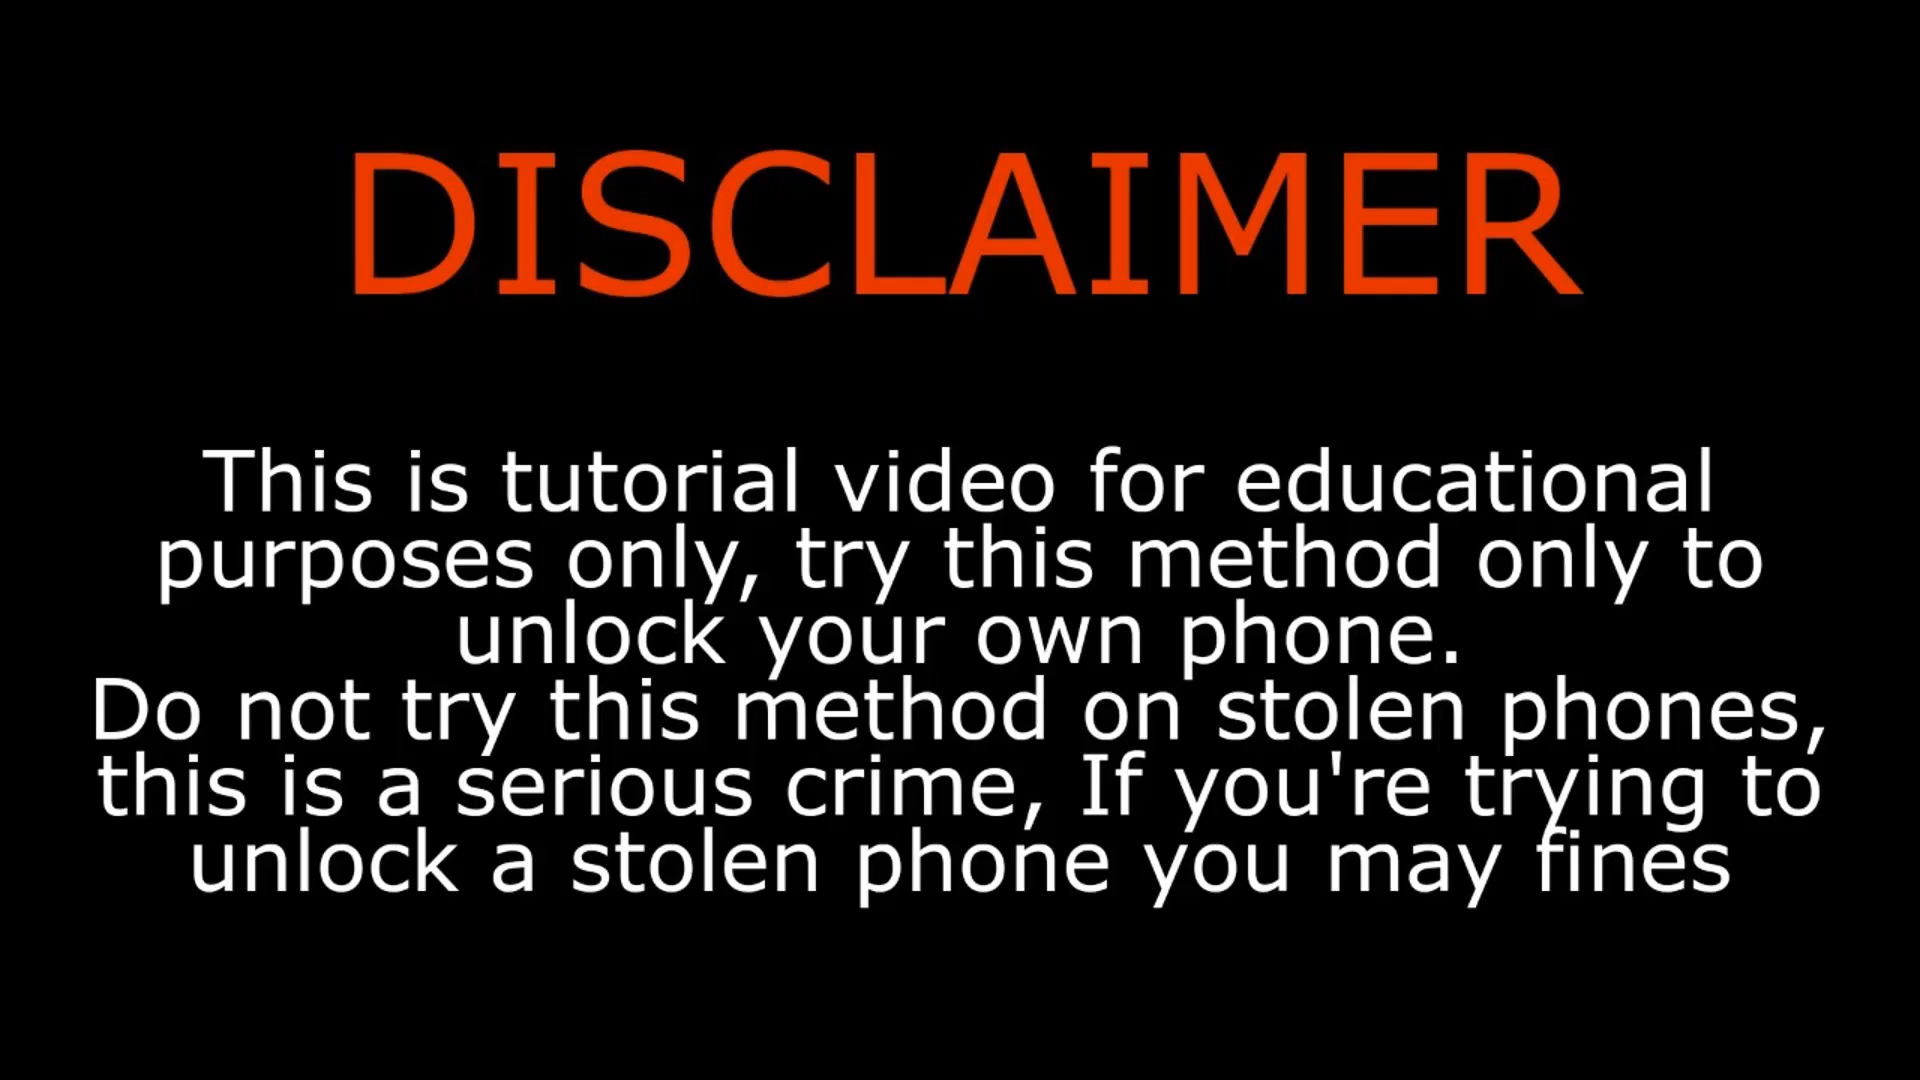 DISCLAIMER
This is tutorial video for educational
purposes only, try this method only to
unlock your own phone.
Do not try this method on stolen phones,
this is a serious crime, If you're trying to
unlock a stolen phone you may fines